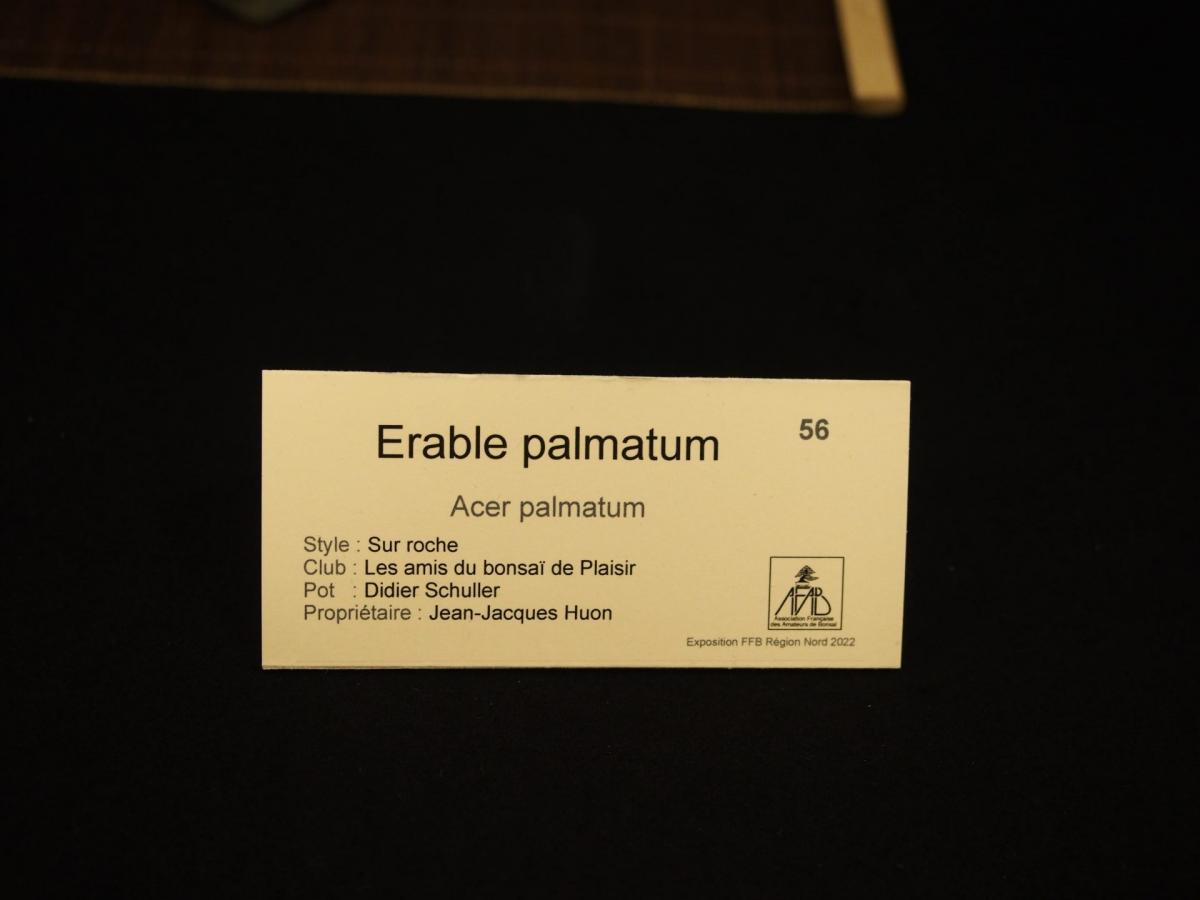 Erable palmatum
56
Acer palmatum
Style : Sur roche
Club : Les amis du bonsaï de Plaisir
Pot : Didier Schuller
Propriétaire : Jean-Jacques Huon
AFAB
Association Française
des Amateurs de Bonsaï
Exposition FFB Région Nord 2022